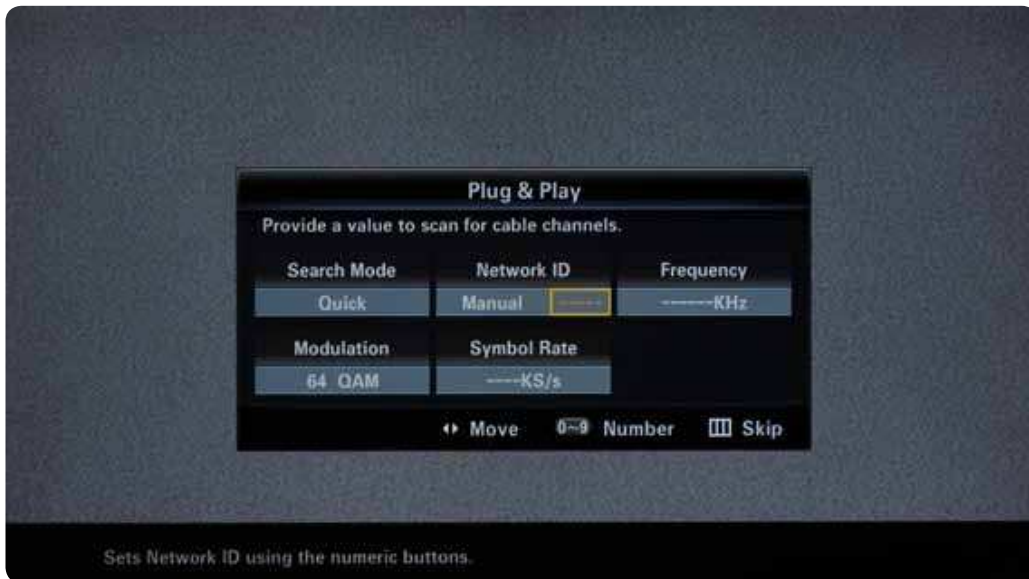 Plug & Play
Provide a value to scan for cable channels.
Search Mode Network ID Frequency
Quick Manual ----- ------KHz
Modulation Symbol Rate
64 QAM ----KS/s
Move 0~9 Number Skip
Sets Network ID using the numeric buttons.